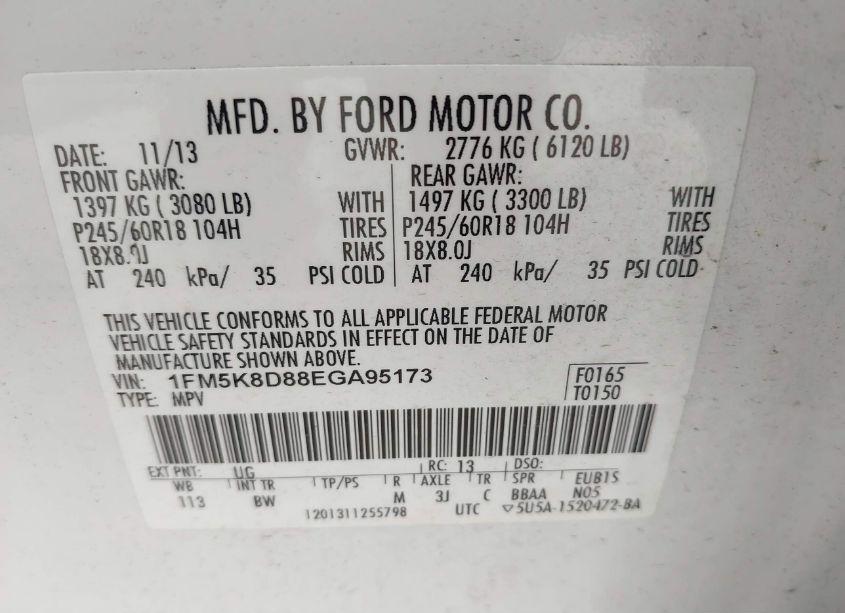 MFD. BY FORD MOTOR CO.
DATE: 11/13 GVWR: 2776 KG ( 6120 LB)
FRONT GAWR: REAR GAWR:
1397 KG ( 3080 LB) WITH 1497 KG ( 3300 LB) WITH
P245/60R18 104H TIRES P245/60R18 104H TIRES
18X8.0J RIMS 18X8.0J RIMS
AT 240 kPa/ 35 PSI COLD AT 240 kPa/ 35 PSI COLD
THIS VEHICLE CONFORMS TO ALL APPLICABLE FEDERAL MOTOR
VEHICLE SAFETY STANDARDS IN EFFECT ON THE DATE OF
MANUFACTURE SHOWN ABOVE.
VIN: 1FM5K8D88EGA95173 F0165
TYPE: MPV T0150
EXT PNT: UG RC: 13 DSO:
WB INT TR TP/PS R AXLE TR SPR EUB1S
113 BW M 3J C BBAA N05
1201311255798 UTC ▽5U5A-1520472-BA